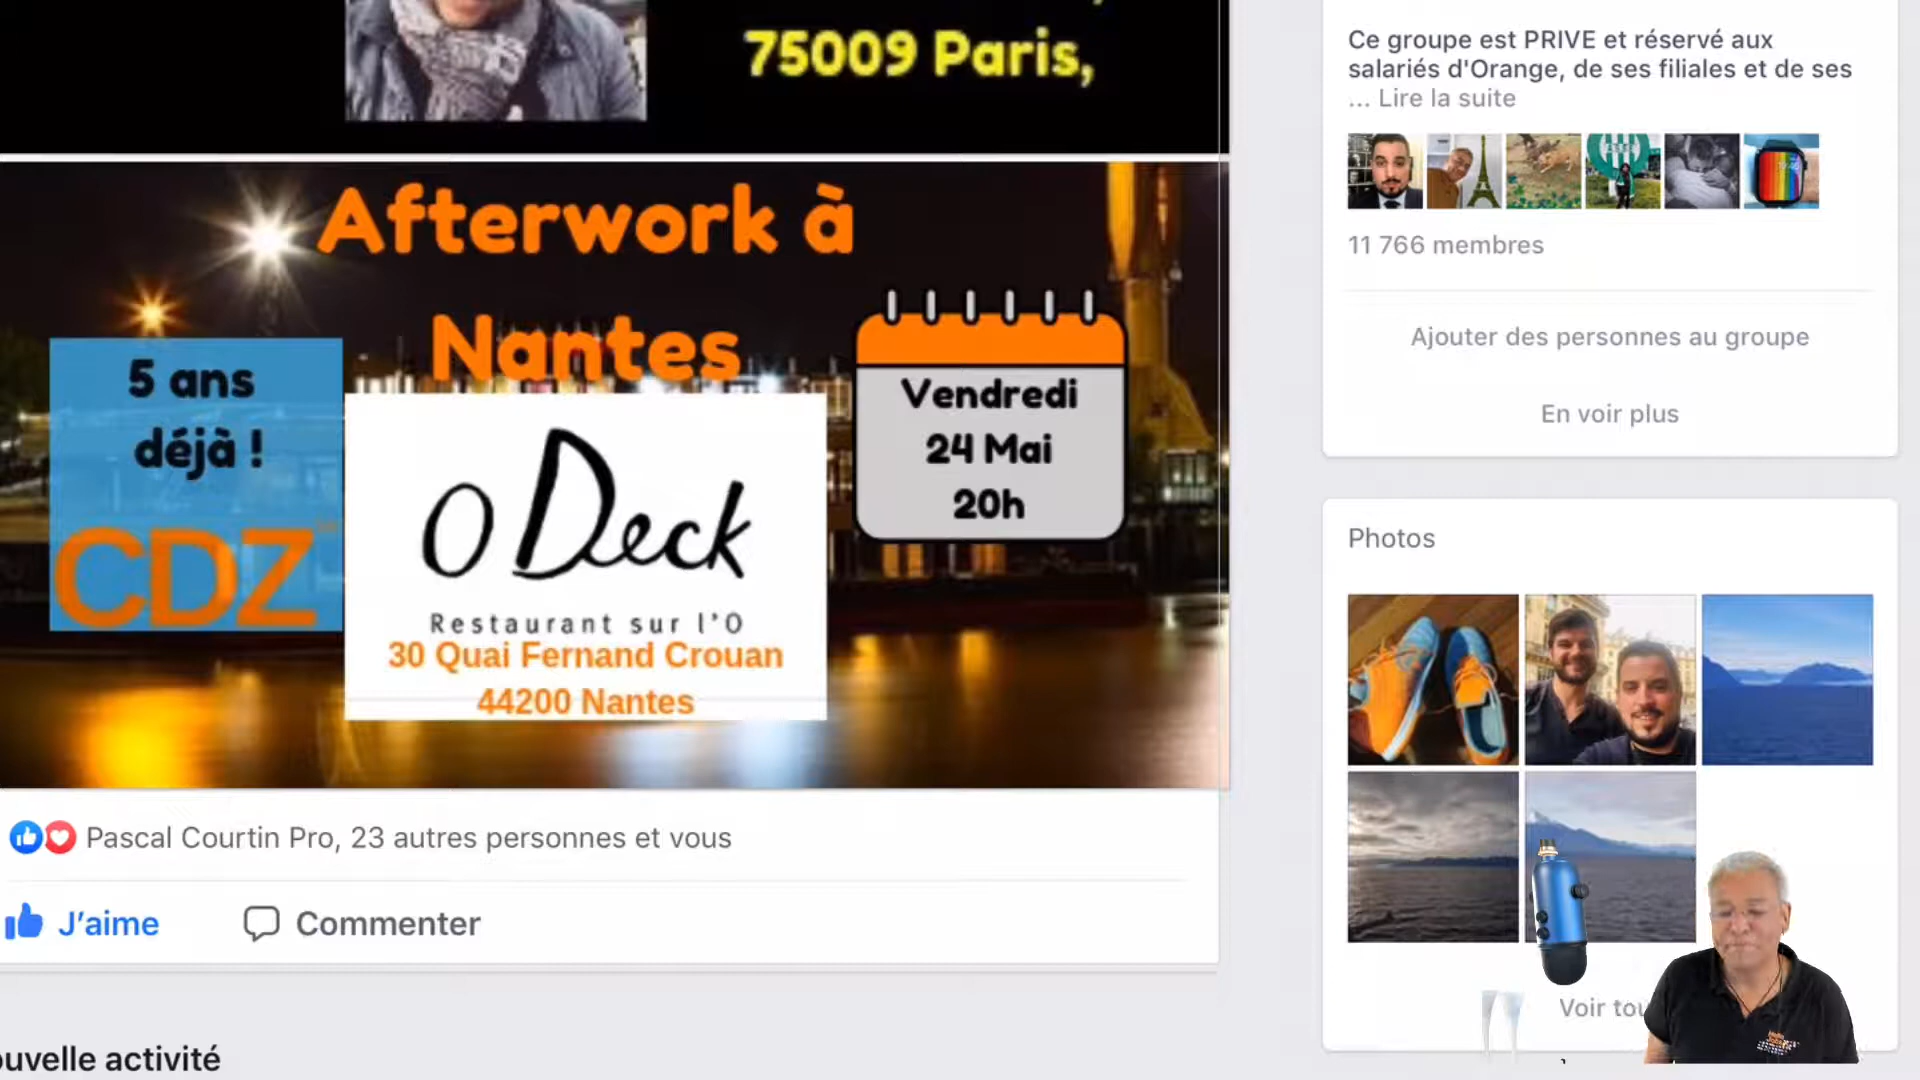 75009 Paris,
Afterwork à
Nantes
5 ans
déjà !
CDZ
O Deck
Restaurant sur l'O
30 Quai Fernand Crouan
44200 Nantes
Vendredi
24 Mai
20h
Pascal Courtin Pro, 23 autres personnes et vous
J'aime
Commenter
ouvelle activité
Ce groupe est PRIVE et réservé aux
salariés d'Orange, de ses filiales et de ses
... Lire la suite
11 766 membres
Ajouter des personnes au groupe
En voir plus
Photos
Voir tou